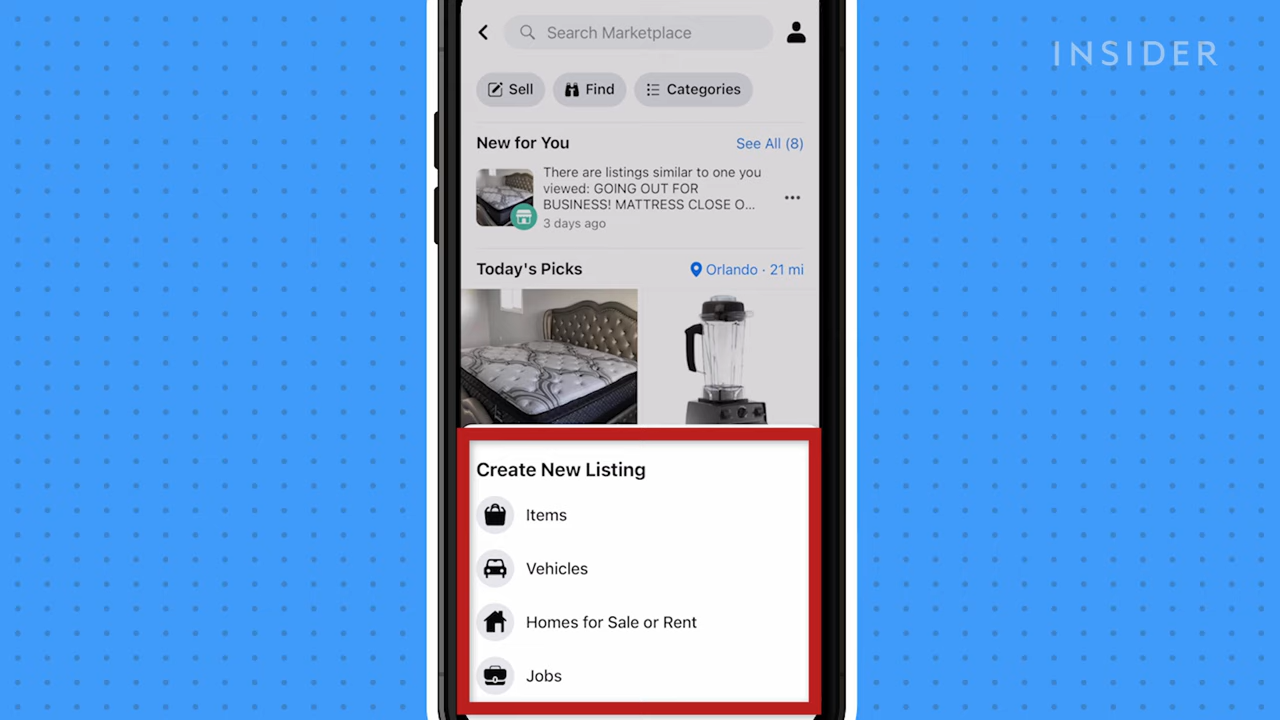 INSIDER
Search Marketplace
Sell
Find
Categories
New for You
See All (8)
There are listings similar to one you
viewed: GOING OUT FOR
BUSINESS! MATTRESS CLOSE O...
3 days ago
Today's Picks
Orlando · 21 mi
Create New Listing
Items
Vehicles
Homes for Sale or Rent
Jobs